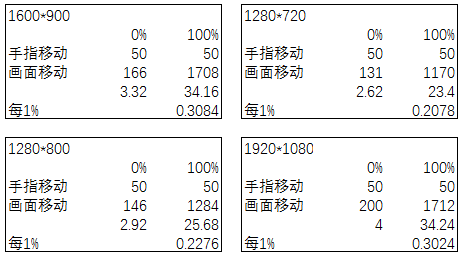 1600*900
0% 100%
手指移动 50 50
画面移动 166 1708
3.32 34.16
每1% 0.3084
1280*720
0% 100%
手指移动 50 50
画面移动 131 1170
2.62 23.4
每1% 0.2078
1280*800
0% 100%
手指移动 50 50
画面移动 146 1284
2.92 25.68
每1% 0.2276
1920*1080
0% 100%
手指移动 50 50
画面移动 200 1712
4 34.24
每1% 0.3024